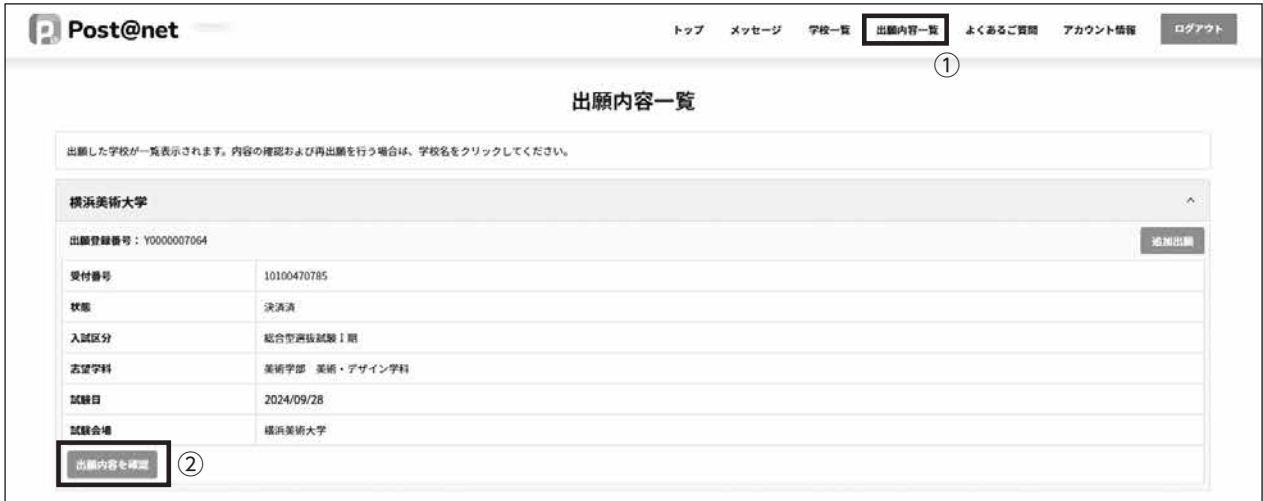 Post@net
トップ メッセージ 学校一覧 出願内容一覧 よくあるご質問 アカウント情報 ログアウト
①
出願内容一覧
出願した学校が一覧表示されます。内容の確認および再出願を行う場合は、学校名をクリックしてください。
横浜美術大学
出願登録番号： Y0000007064 追加出願
受付番号 10100470785
状態 決済済
入試区分 総合型選抜試験Ⅰ期
志望学科 美術学部 美術・デザイン学科
試験日 2024/09/28
試験会場 横浜美術大学
出願内容を確認 ②